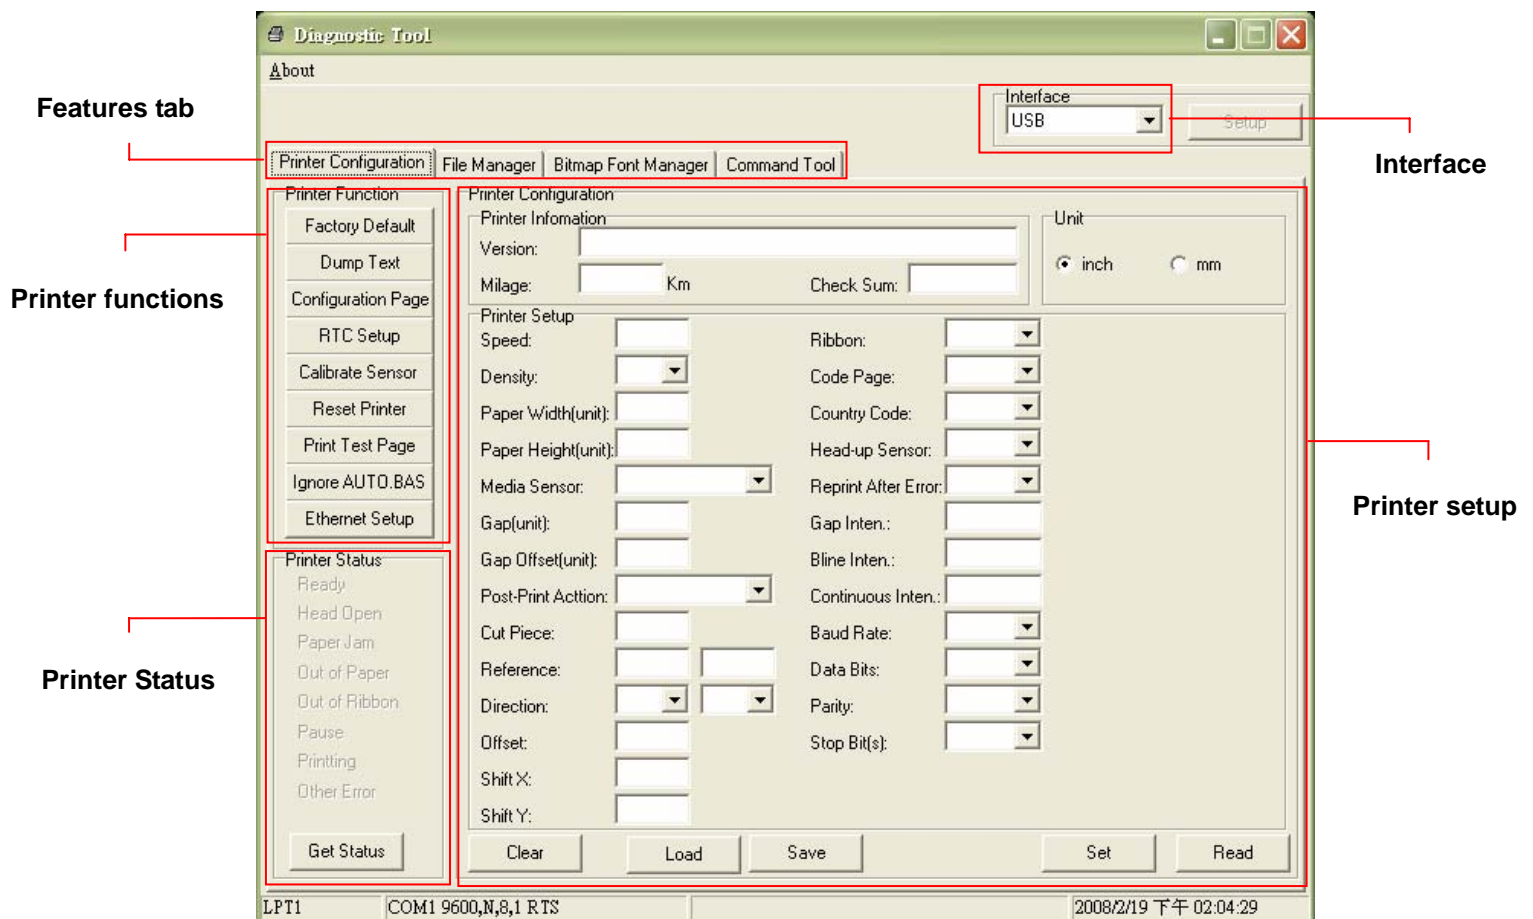 Diagnostic Tool
About
Features tab
Interface
USB
Setup
Interface
Printer Configuration
File Manager
Bitmap Font Manager
Command Tool
Printer Function
Factory Default
Dump Text
Configuration Page
RTC Setup
Calibrate Sensor
Reset Printer
Print Test Page
Ignore AUTO.BAS
Ethernet Setup
Printer functions
Printer Status
Ready
Head Open
Paper Jam
Out of Paper
Out of Ribbon
Pause
Printting
Other Error
Get Status
Printer Status
Printer Configuration
Printer Infomation
Version:
Milage:
Km
Check Sum:
Unit
inch
mm
Printer Setup
Speed:
Density:
Paper Width(unit):
Paper Height(unit):
Media Sensor:
Gap(unit):
Gap Offset(unit):
Post-Print Acttion:
Cut Piece:
Reference:
Direction:
Offset:
Shift X:
Shift Y:
Ribbon:
Code Page:
Country Code:
Head-up Sensor:
Reprint After Error:
Gap Inten.:
Bline Inten.:
Continuous Inten.:
Baud Rate:
Data Bits:
Parity:
Stop Bit(s):
Printer setup
Clear
Load
Save
Set
Read
LPT1
COM1 9600,N,8,1 RTS
2008/2/19 下午 02:04:29